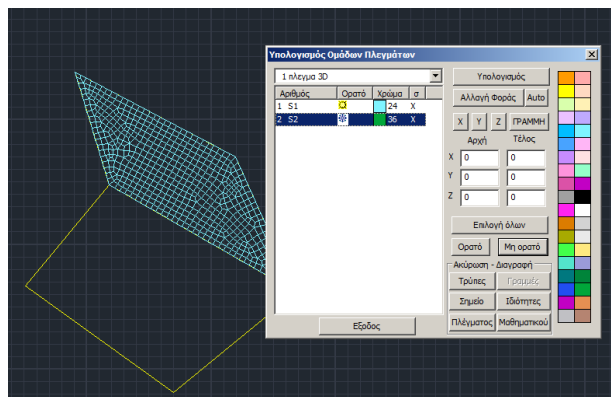 Υπολογισμός Ομάδων Πλεγμάτων
1 πλεγμα 3D
Υπολογισμός
Αριθμός Ορατό Χρώμα σ
1 S1 24 X
2 S2 36 X
Αλλαγή Φοράς Auto
X Y Z ΓΡΑΜΜΗ
Αρχή Τέλος
X 0 0
Y 0 0
Z 0 0
Επιλογή όλων
Ορατό Μη ορατό
Ακύρωση - Διαγραφή
Τρύπες Γραμμές
Σημείο Ιδιότητες
Πλέγματος Μαθηματικού
Εξοδος